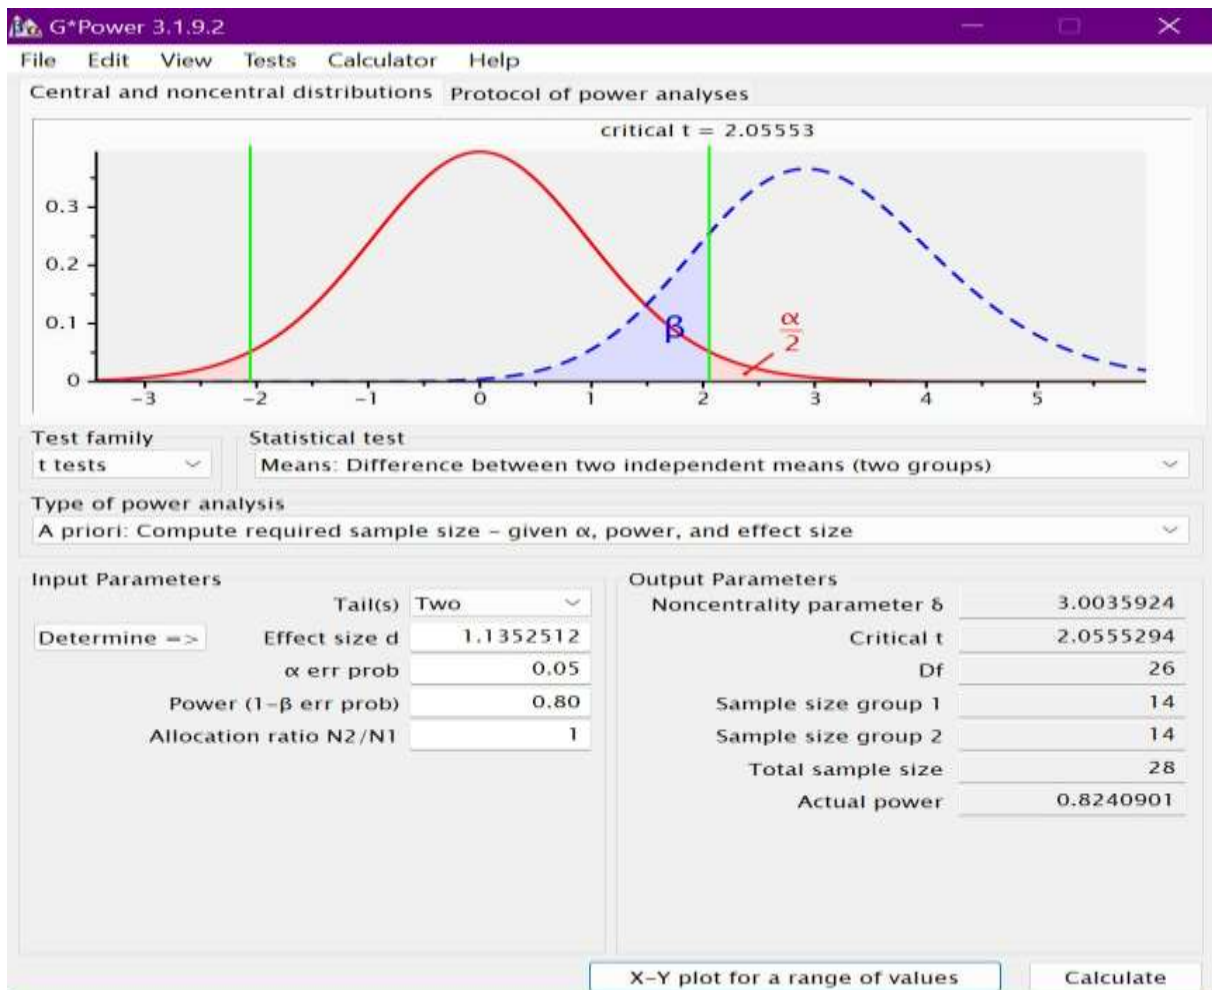 G*Power 3.1.9.2
File Edit View Tests Calculator Help
Central and noncentral distributions Protocol of power analyses
critical t = 2.05553
0.3
0.2
0.1
0
β
α
2
−3 −2 −1 0 1 2 3 4 5
Test family Statistical test
t tests Means: Difference between two independent means (two groups)
Type of power analysis
A priori: Compute required sample size – given α, power, and effect size
Input Parameters Output Parameters
Tail(s) Two Noncentrality parameter δ 3.0035924
Determine => Effect size d 1.1352512 Critical t 2.0555294
α err prob 0.05 Df 26
Power (1−β err prob) 0.80 Sample size group 1 14
Allocation ratio N2/N1 1 Sample size group 2 14
Total sample size 28
Actual power 0.8240901
X−Y plot for a range of values Calculate